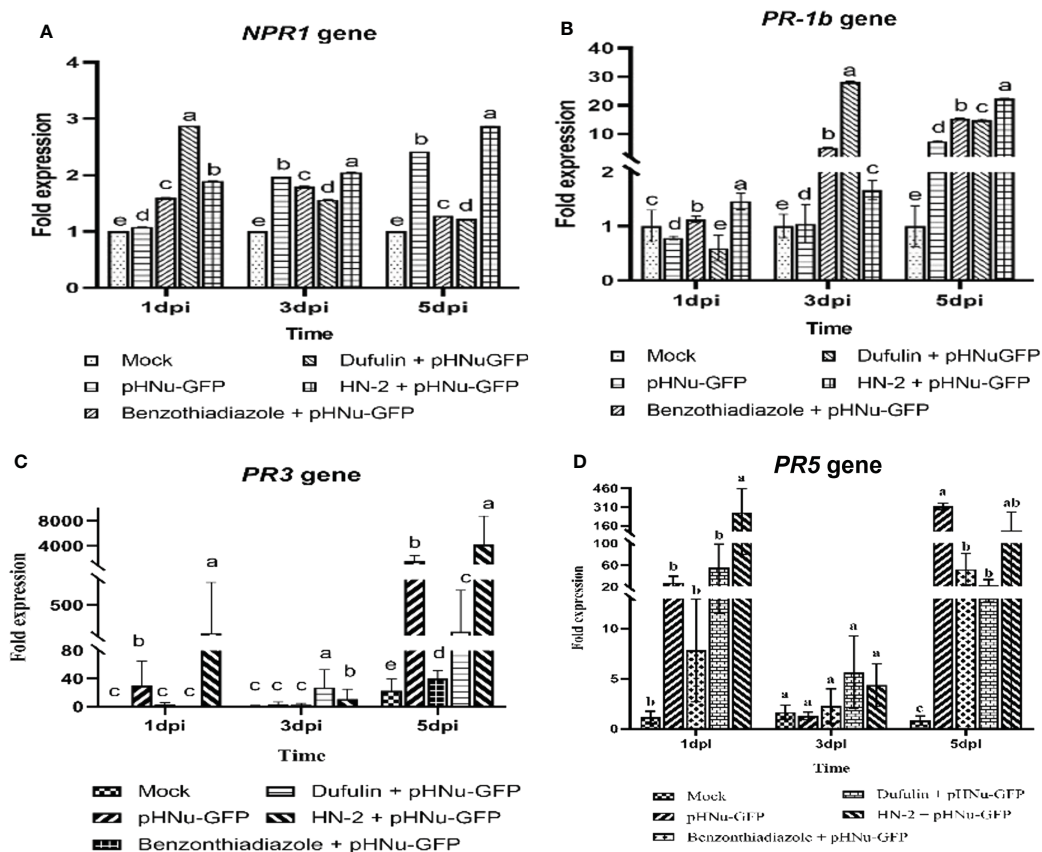 A
NPR1 gene
Fold expression
4
3
2
1
0
a
b
c
d
e
b
c
d
a
e
b
c
d
a
e
1dpi 3dpi 5dpi
Time
Mock
pHNu-GFP
Benzothiadiazole + pHNu-GFP
Dufulin + pHNuGFP
HN-2 + pHNu-GFP
B
PR-1b gene
Fold expression
40
30
20
10
2
1
0
c
d
b
e
a
e
d
b
a
c
e
d
b
c
a
1dpi 3dpi 5dpi
Time
Mock
pHNu-GFP
Benzothiadiazole + pHNu-GFP
Dufulin + pHNuGFP
HN-2 + pHNu-GFP
C
PR3 gene
Fold expression
8000
4000
500
80
40
0
c
b
c
c
a
c
c
c
a
b
e
b
d
c
a
1dpi 3dpi 5dpi
Time
Mock
pHNu-GFP
Benzonthiadiazole + pHNu-GFP
Dufulin + pHNu-GFP
HN-2 + pHNu-GFP
D
PR5 gene
Fold expression
460
310
160
100
60
20
10
5
0
b
b
b
b
a
a
a
a
a
a
c
a
b
b
ab
1dpl 3dpl 5dpl
Time
Mock
pHNu-GFP
Benzonthiadiazole + pHNu-GFP
Dufulin + pHNu-GFP
HN-2 + pHNu-GFP